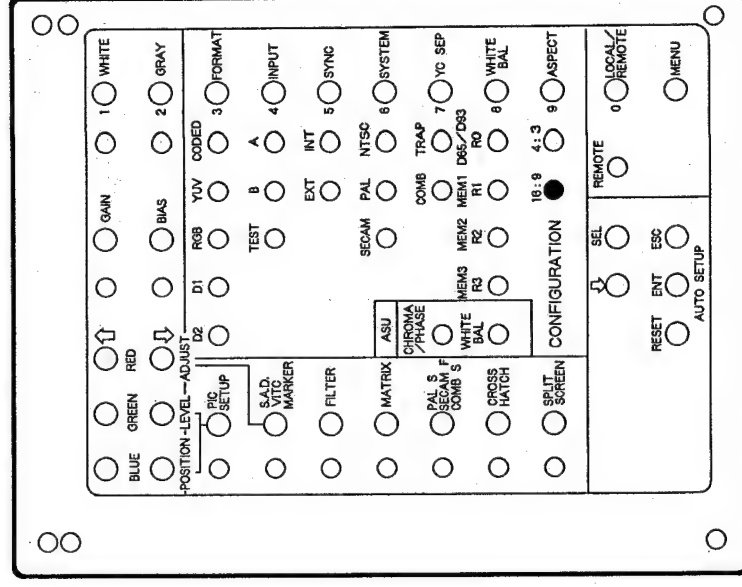 1 WHITE
BLUE GREEN RED GAIN
BIAS 2 GRAY
-POSITION-LEVEL-ADJUST-
D2 D1 RGB YUV CODED
PIC
SETUP
3 FORMAT
TEST B A
S.A.D.
VITC
MARKER
4 INPUT
EXT INT
FILTER
5 SYNC
SECAM PAL NTSC
MATRIX
ASU
6 SYSTEM
CHROMA
/PHASE
COMB TRAP
PAL S
SECAM F
COMB S
7 YC SEP
WHITE
BAL
MEM3 MEM2 MEM1 D65/D93
R3 R2 R1 R0
CROSS
HATCH
8 WHITE
BAL
16:9 4:3
SPLIT
SCREEN
CONFIGURATION
9 ASPECT
SEL
REMOTE
0 LOCAL/
REMOTE
RESET ENT ESC
MENU
AUTO SETUP